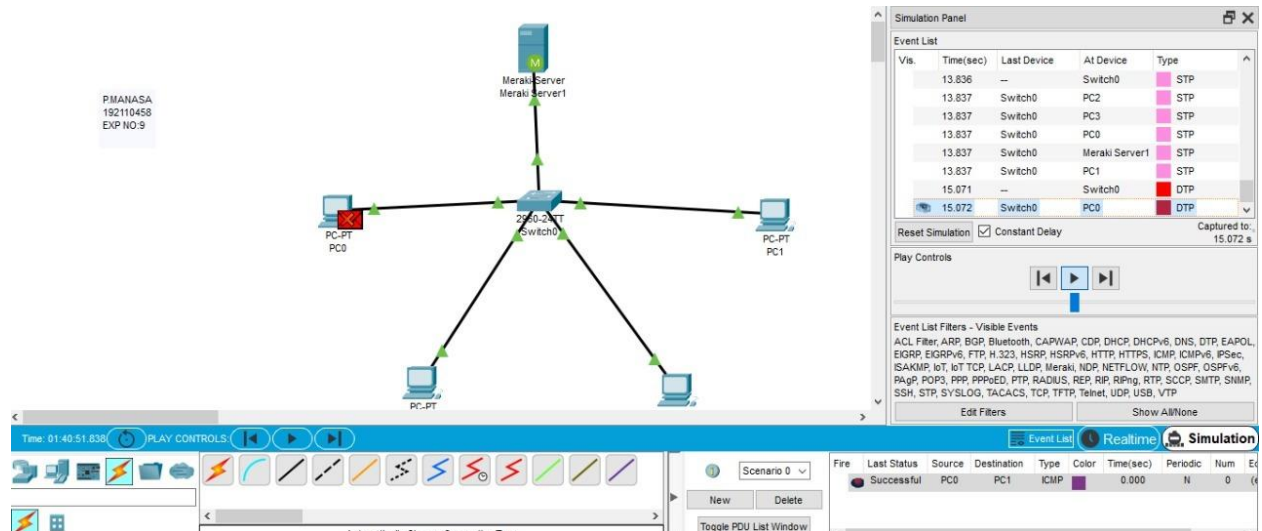 P.MANASA
192110458
EXP NO:9
Meraki-Server
Meraki Server1
PC-PT
PC0
2960-24TT
Switch0
PC-PT
PC1
PC-PT
Simulation Panel
Event List
Vis. Time(sec) Last Device At Device Type
13.836 -- Switch0 STP
13.837 Switch0 PC2 STP
13.837 Switch0 PC3 STP
13.837 Switch0 PC0 STP
13.837 Switch0 Meraki Server1 STP
13.837 Switch0 PC1 STP
15.071 -- Switch0 DTP
15.072 Switch0 PC0 DTP
Reset Simulation Constant Delay Captured to:
15.072 s
Play Controls
Event List Filters - Visible Events
ACL Filter, ARP, BGP, Bluetooth, CAPWAP, CDP, DHCP, DHCPv6, DNS, DTP, EAPOL,
EIGRP, EIGRPv6, FTP, H.323, HSRP, HSRPv6, HTTP, HTTPS, ICMP, ICMPv6, IPSec,
ISAKMP, IoT, IoT TCP, LACP, LLDP, Meraki, NDP, NETFLOW, NTP, OSPF, OSPFv6,
PAgP, POP3, PPP, PPPoED, PTP, RADIUS, REP, RIP, RIPng, RTP, SCCP, SMTP, SNMP,
SSH, STP, SYSLOG, TACACS, TCP, TFTP, Telnet, UDP, USB, VTP
Edit Filters Show All/None
Time: 01:40:51.838 PLAY CONTROLS: Event List Realtime Simulation
Scenario 0
New Delete
Toggle PDU List Window
Fire Last Status Source Destination Type Color Time(sec) Periodic Num
Successful PC0 PC1 ICMP 0.000 N 0